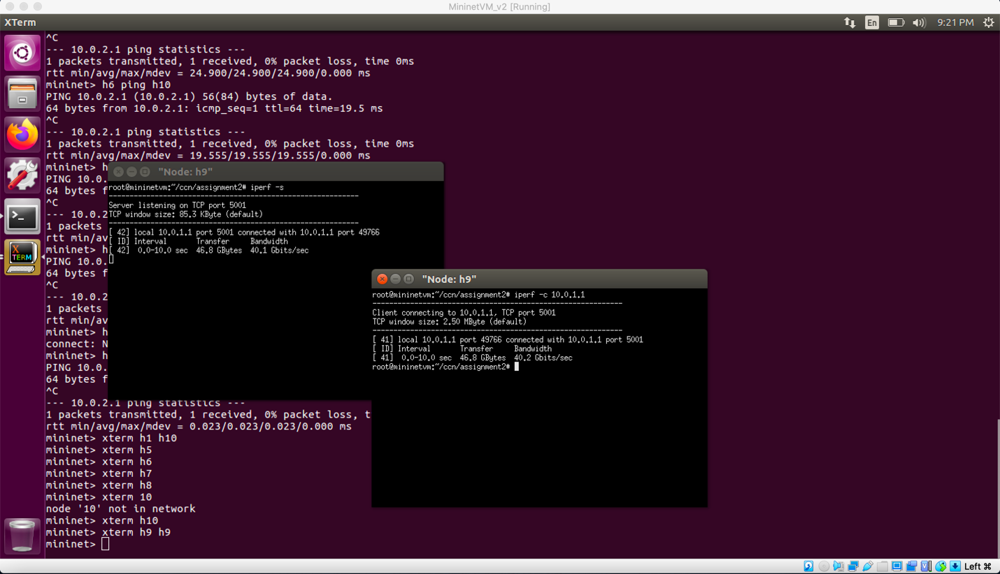 MininetVM_v2 [Running]
XTerm
En
9:21 PM
^C
--- 10.0.2.1 ping statistics ---
1 packets transmitted, 1 received, 0% packet loss, time 0ms
rtt min/avg/max/mdev = 24.900/24.900/24.900/0.000 ms
mininet> h6 ping h10
PING 10.0.2.1 (10.0.2.1) 56(84) bytes of data.
64 bytes from 10.0.2.1: icmp_seq=1 ttl=64 time=19.5 ms
^C
--- 10.0.2.1 ping statistics ---
1 packets transmitted, 1 received, 0% packet loss, time 0ms
rtt min/avg/max/mdev = 19.555/19.555/19.555/0.000 ms
mininet> h
PING 10.0.
64 bytes f
^C
--- 10.0.2
1 packets
rtt min/av
mininet> h
PING 10.0.
64 bytes f
^C
--- 10.0.2
1 packets
rtt min/av
mininet> h
connect: N
mininet> h
PING 10.0.
64 bytes f
^C
--- 10.0.2.1 ping statistics ---
1 packets transmitted, 1 received, 0% packet loss, t
rtt min/avg/max/mdev = 0.023/0.023/0.023/0.000 ms
mininet> xterm h1 h10
mininet> xterm h5
mininet> xterm h6
mininet> xterm h7
mininet> xterm h8
mininet> xterm 10
node '10' not in network
mininet> xterm h10
mininet> xterm h9 h9
mininet>
"Node: h9"
root@mininetvm:~/ccn/assignment2# iperf -s
------------------------------------------------------------
Server listening on TCP port 5001
TCP window size: 85.3 KByte (default)
------------------------------------------------------------
[ 42] local 10.0.1.1 port 5001 connected with 10.0.1.1 port 49766
[ ID] Interval Transfer Bandwidth
[ 42] 0.0-10.0 sec 46.8 GBytes 40.1 Gbits/sec
"Node: h9"
root@mininetvm:~/ccn/assignment2# iperf -c 10.0.1.1
------------------------------------------------------------
Client connecting to 10.0.1.1, TCP port 5001
TCP window size: 2.50 MByte (default)
------------------------------------------------------------
[ 41] local 10.0.1.1 port 49766 connected with 10.0.1.1 port 5001
[ ID] Interval Transfer Bandwidth
[ 41] 0.0-10.0 sec 46.8 GBytes 40.2 Gbits/sec
root@mininetvm:~/ccn/assignment2#
X
TERM
Left ⌘